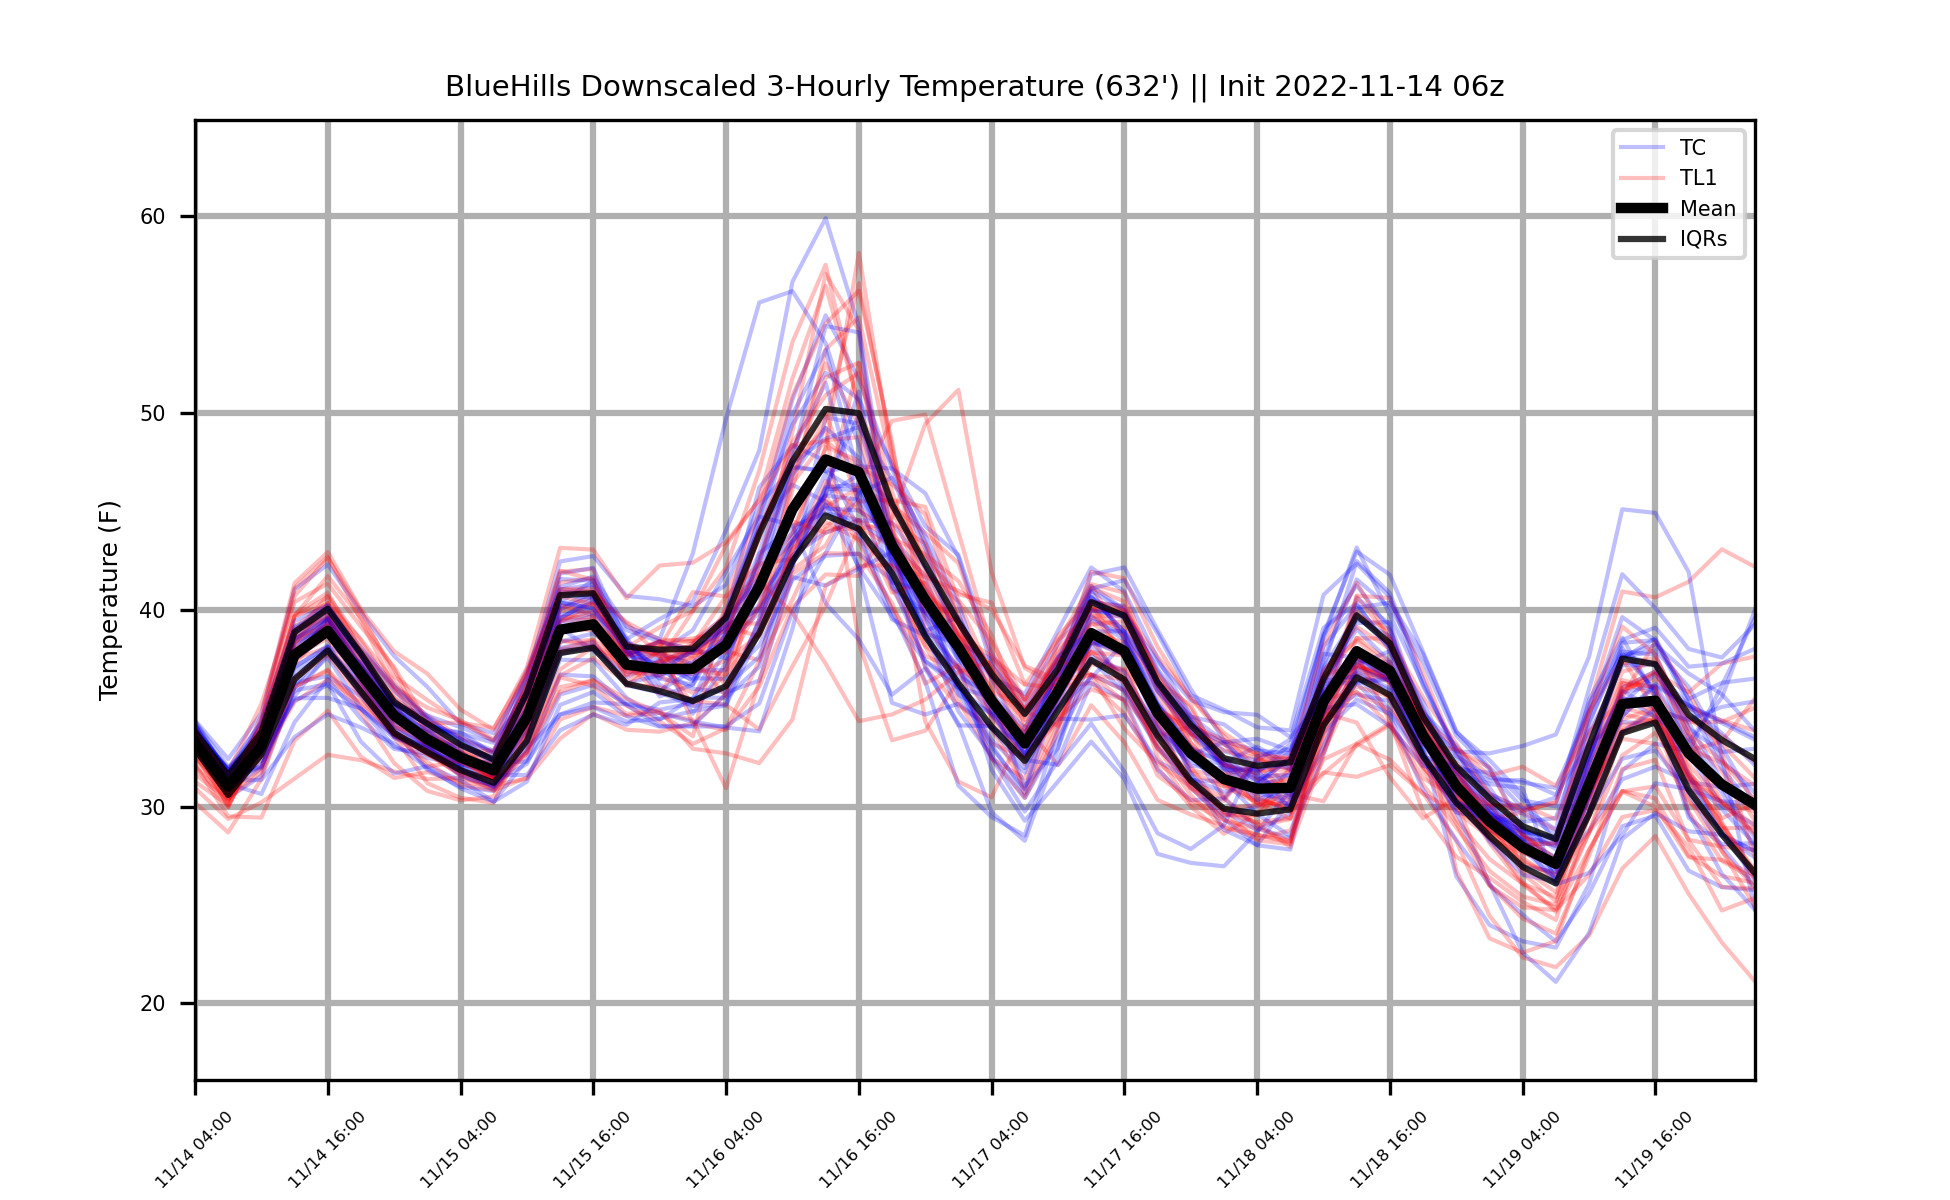 BlueHills Downscaled 3-Hourly Temperature (632') || Init 2022-11-14 06z
TC
TL1
Mean
IQRs
Temperature (F)
60
50
40
30
20
11/14 04:00
11/14 16:00
11/15 04:00
11/15 16:00
11/16 04:00
11/16 16:00
11/17 04:00
11/17 16:00
11/18 04:00
11/18 16:00
11/19 04:00
11/19 16:00